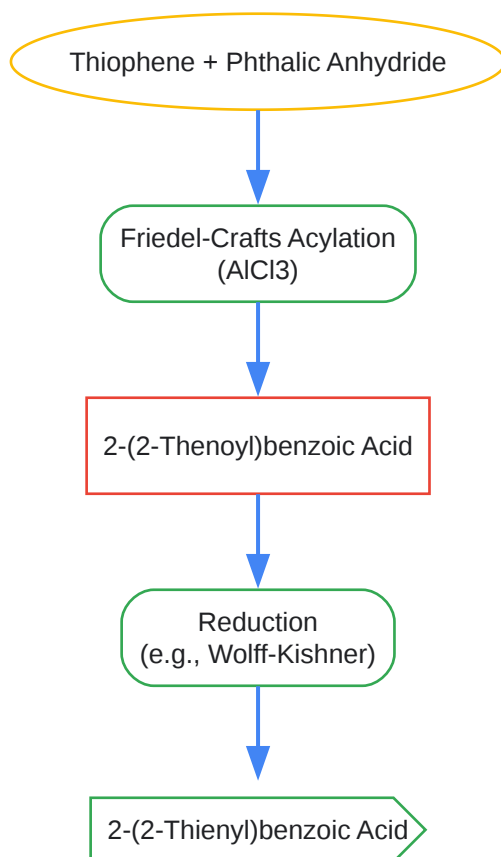 Thiophene + Phthalic Anhydride
Friedel-Crafts Acylation
(AlCl3)
2-(2-Thenoyl)benzoic Acid
Reduction
(e.g., Wolff-Kishner)
2-(2-Thienyl)benzoic Acid